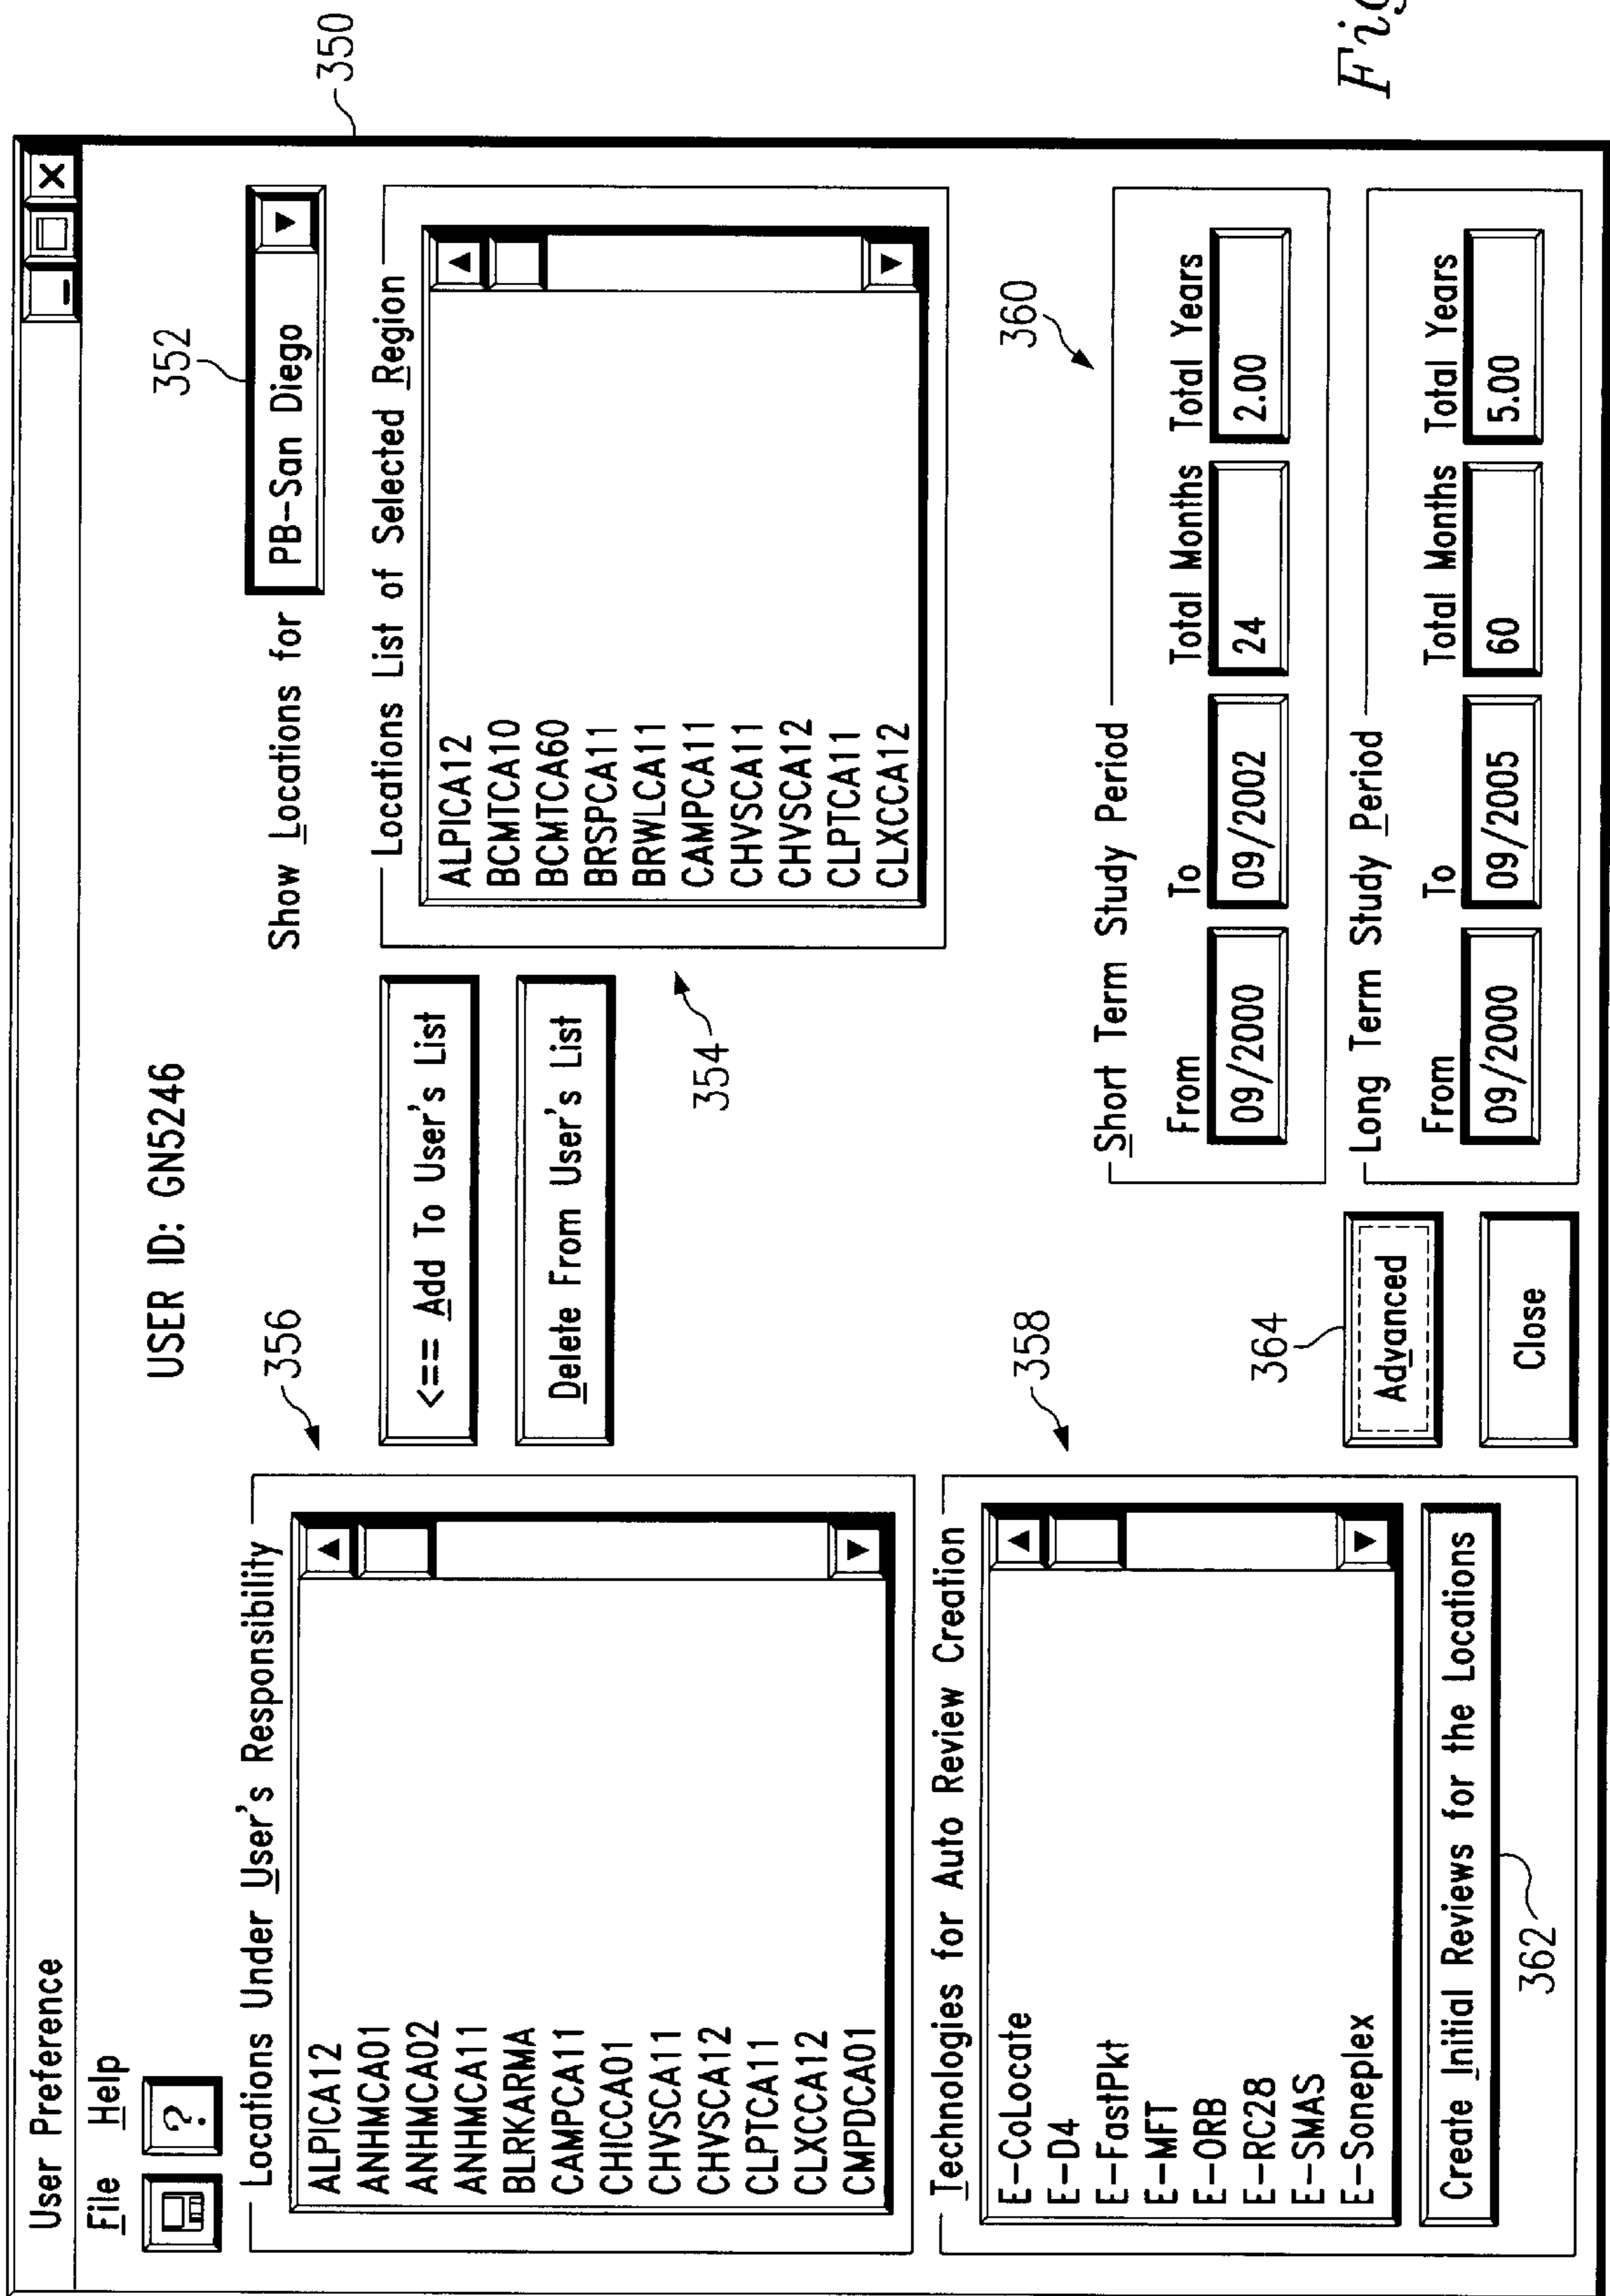 User Preference
File Help
?
USER ID: GN5246
350
352
Show Locations for PB-San Diego
356
Locations Under User's Responsibility
ALPICA12
ANHMCA01
ANHMCA02
ANHMCA11
BLRKARMA
CAMPCA11
CHICCA01
CHVSCA11
CHVSCA12
CLPTCA11
CLXCCA12
CMPDCA01
<== Add To User's List
Delete From User's List
354
Locations List of Selected Region
ALPICA12
BCMTCA10
BCMTCA60
BRSPCA11
BRWLCA11
CAMPCA11
CHVSCA11
CHVSCA12
CLPTCA11
CLXCCA12
358
Technologies for Auto Review Creation
E-CoLocate
E-D4
E-FastPkt
E-MFT
E-ORB
E-RC28
E-SMAS
E-Soneplex
Create Initial Reviews for the Locations
362
364
Advanced
Close
360
Short Term Study Period
From To Total Months Total Years
09/2000 09/2002 24 2.00
Long Term Study Period
From To Total Months Total Years
09/2000 09/2005 60 5.00